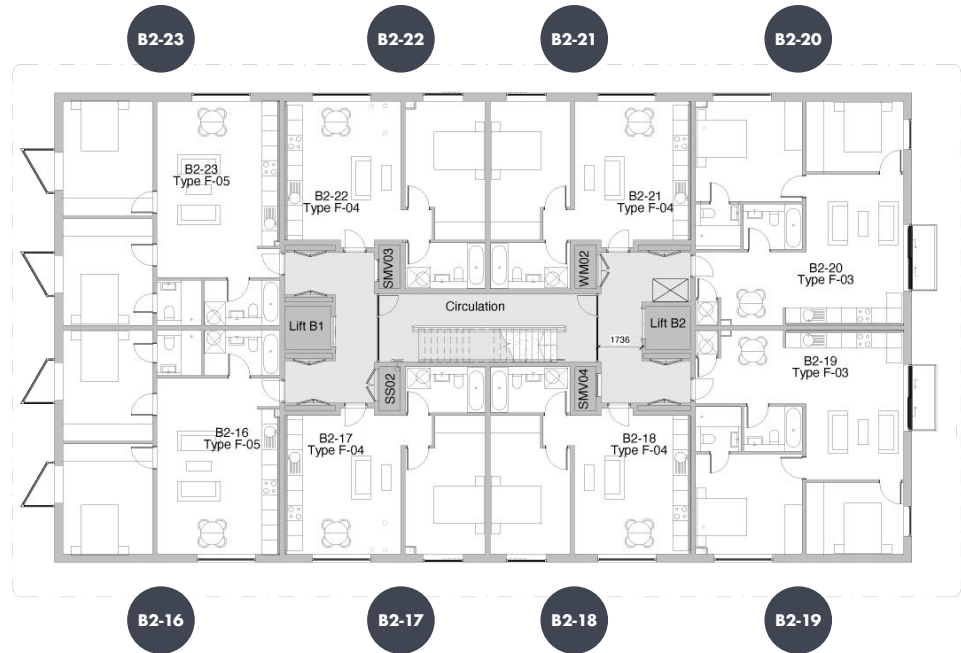 B2-23
B2-22
B2-21
B2-20
B2-23
Type F-05
B2-22
Type F-04
B2-21
Type F-04
SMV03
WM02
B2-20
Type F-03
Circulation
Lift B1
Lift B2
1736
B2-19
Type F-03
SS02
SMV04
B2-16
Type F-05
B2-17
Type F-04
B2-18
Type F-04
B2-16
B2-17
B2-18
B2-19